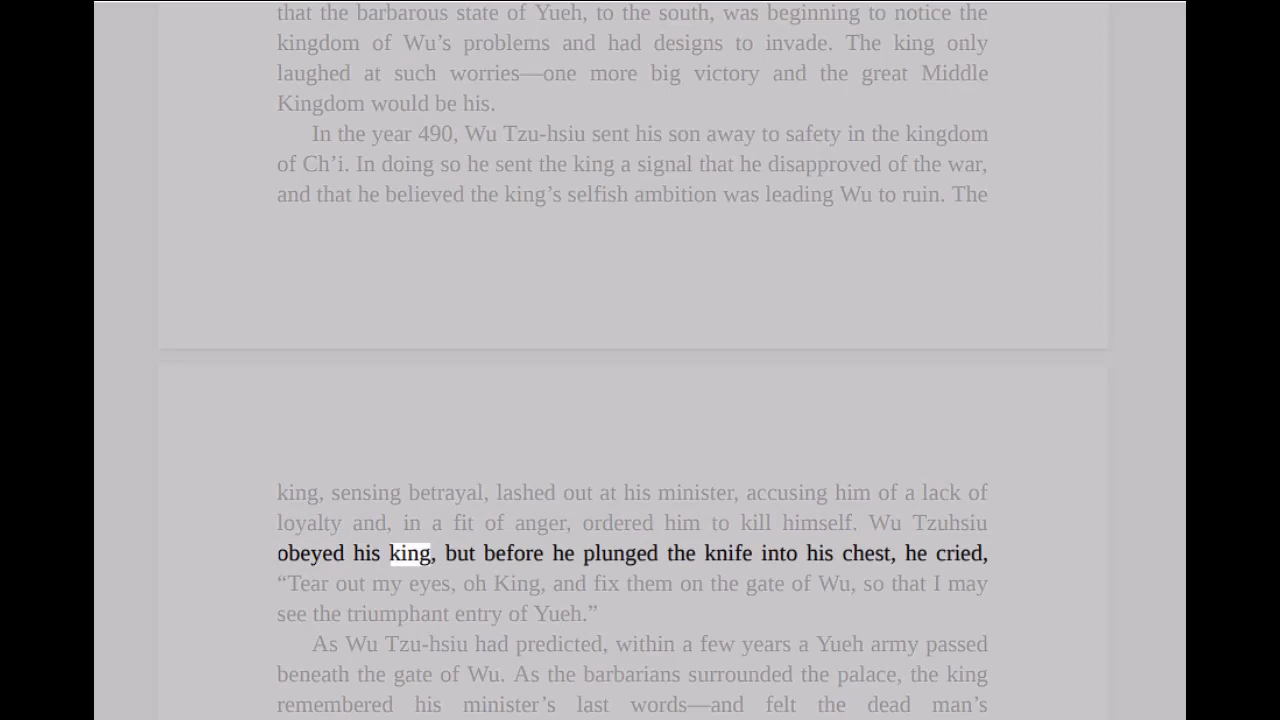 that the barbarous state of Yueh, to the south, was beginning to notice the
kingdom of Wu’s problems and had designs to invade. The king only
laughed at such worries—one more big victory and the great Middle
Kingdom would be his.
In the year 490, Wu Tzu-hsiu sent his son away to safety in the kingdom
of Ch’i. In doing so he sent the king a signal that he disapproved of the war,
and that he believed the king’s selfish ambition was leading Wu to ruin. The
king, sensing betrayal, lashed out at his minister, accusing him of a lack of
loyalty and, in a fit of anger, ordered him to kill himself. Wu Tzuhsiu
obeyed his king, but before he plunged the knife into his chest, he cried,
“Tear out my eyes, oh King, and fix them on the gate of Wu, so that I may
see the triumphant entry of Yueh.”
As Wu Tzu-hsiu had predicted, within a few years a Yueh army passed
beneath the gate of Wu. As the barbarians surrounded the palace, the king
remembered his minister’s last words—and felt the dead man’s